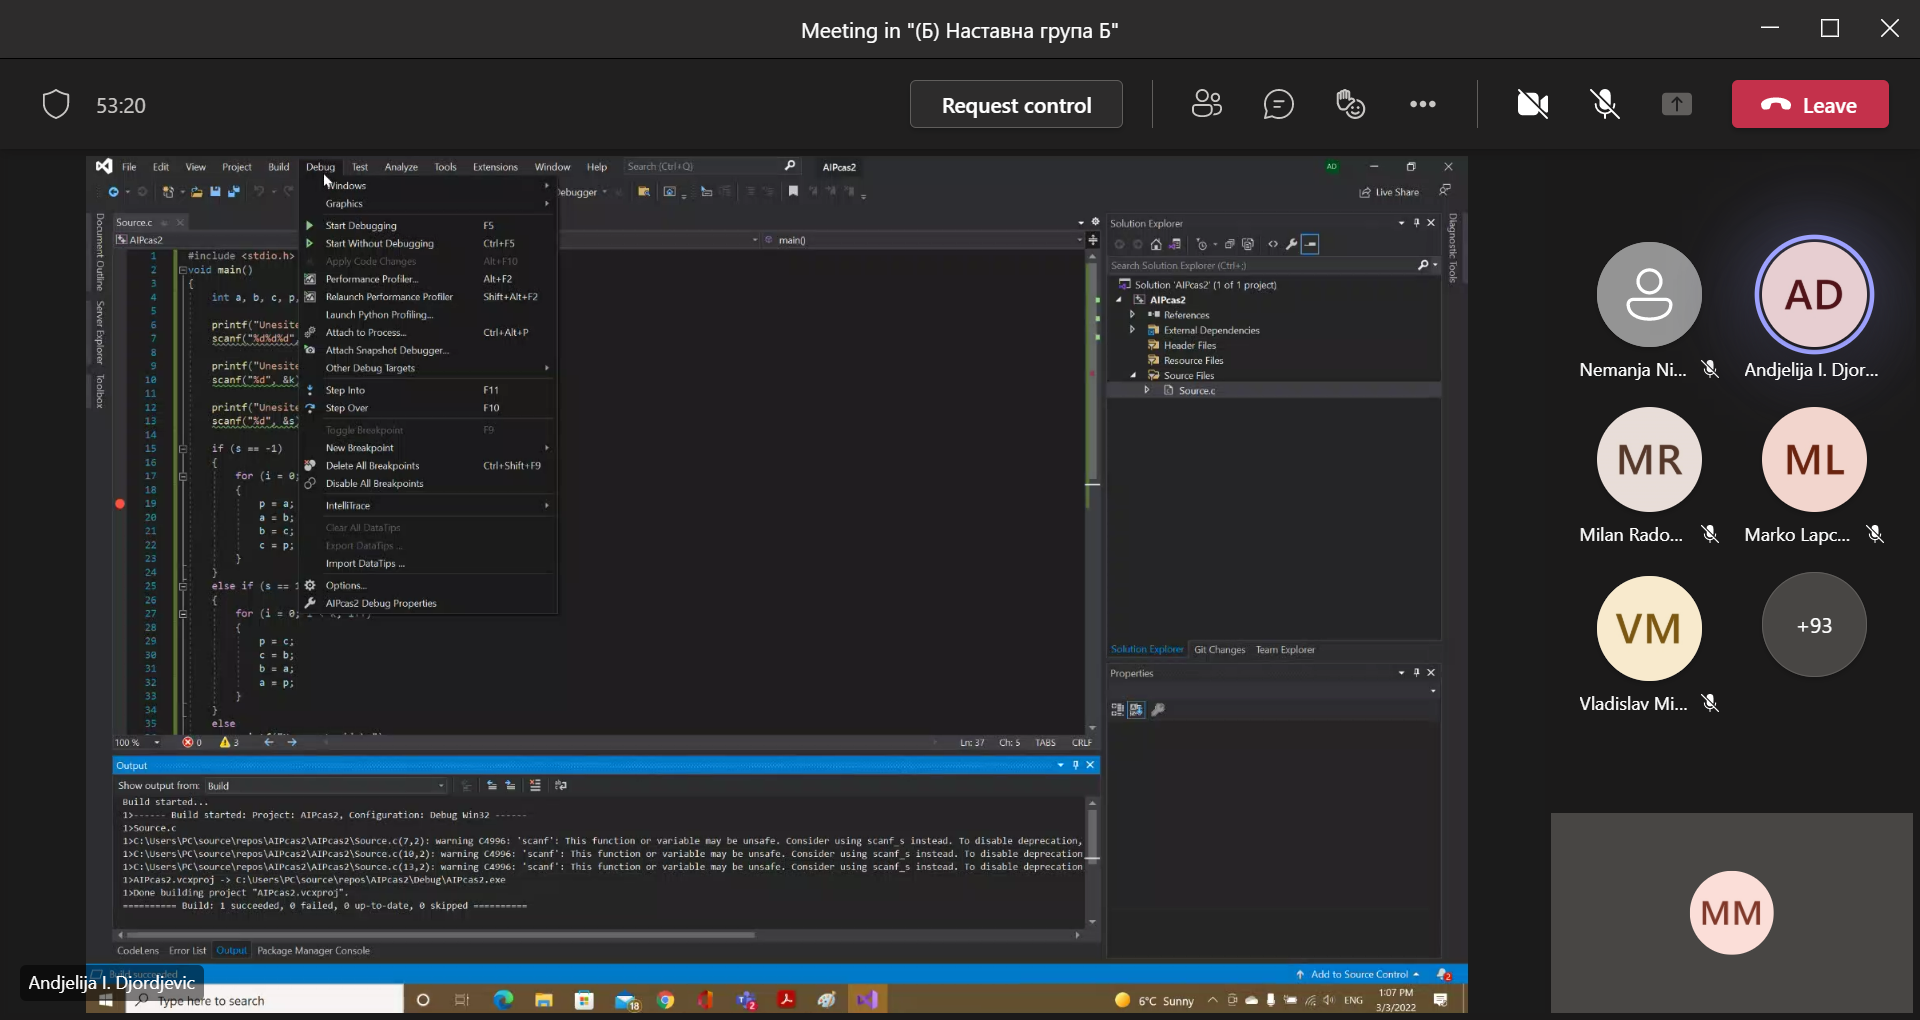 Meeting in "(Б) Наставна група Б"
53:20
Request control
Leave
File Edit View Project Build Debug Test Analyze Tools Extensions Window Help Search (Ctrl+Q) AIPcas2 AD
Live Share
Windows
Graphics
Start Debugging F5
Start Without Debugging Ctrl+F5
Apply Code Changes Alt+F10
Performance Profiler... Alt+F2
Relaunch Performance Profiler Shift+Alt+F2
Launch Python Profiling...
Attach to Process... Ctrl+Alt+P
Attach Snapshot Debugger...
Other Debug Targets
Step Into F11
Step Over F10
Toggle Breakpoint F9
New Breakpoint
Delete All Breakpoints Ctrl+Shift+F9
Disable All Breakpoints
IntelliTrace
Clear All DataTips
Export DataTips ...
Import DataTips ...
Options...
AIPcas2 Debug Properties
Document Outline
Server Explorer
Toolbox
Source.c
AIPcas2
main()
1 #include <stdio.h>
2 void main()
3 {
4 int a, b, c, p,
5
6 printf("Unesite
7 scanf("%d%d%d",
8
9 printf("Unesite
10 scanf("%d", &k)
11
12 printf("Unesite
13 scanf("%d", &s)
14
15 if (s == -1)
16 {
17 for (i = 0;
18 {
19 p = a;
20 a = b;
21 b = c;
22 c = p;
23 }
24 }
25 else if (s == 1
26 {
27 for (i = 0;
28 {
29 p = c;
30 c = b;
31 b = a;
32 a = p;
33 }
34 }
35 else
100 % 0 3 Ln: 37 Ch: 5 TABS CRLF
Solution Explorer
Search Solution Explorer (Ctrl+;)
Solution 'AIPcas2' (1 of 1 project)
AIPcas2
References
External Dependencies
Header Files
Resource Files
Source Files
Source.c
Solution Explorer Git Changes Team Explorer
Properties
Diagnostic Tools
Output
Show output from: Build
Build started...
1>------ Build started: Project: AIPcas2, Configuration: Debug Win32 ------
1>Source.c
1>C:\Users\PC\source\repos\AIPcas2\AIPcas2\Source.c(7,2): warning C4996: 'scanf': This function or variable may be unsafe. Consider using scanf_s instead. To disable deprecation,
1>C:\Users\PC\source\repos\AIPcas2\AIPcas2\Source.c(10,2): warning C4996: 'scanf': This function or variable may be unsafe. Consider using scanf_s instead. To disable deprecation
1>C:\Users\PC\source\repos\AIPcas2\AIPcas2\Source.c(13,2): warning C4996: 'scanf': This function or variable may be unsafe. Consider using scanf_s instead. To disable deprecation
1>AIPcas2.vcxproj -> C:\Users\PC\source\repos\AIPcas2\Debug\AIPcas2.exe
1>Done building project "AIPcas2.vcxproj".
========== Build: 1 succeeded, 0 failed, 0 up-to-date, 0 skipped ==========
CodeLens Error List Output Package Manager Console
Build succeeded
Add to Source Control 2
Andjelija I. Djordjevic
Type here to search
18
2
6°C Sunny
ENG
1:07 PM
3/3/2022
Nemanja Ni...
AD
Andjelija I. Djor...
MR
Milan Rado...
ML
Marko Lapc...
VM
Vladislav Mi...
+93
MM